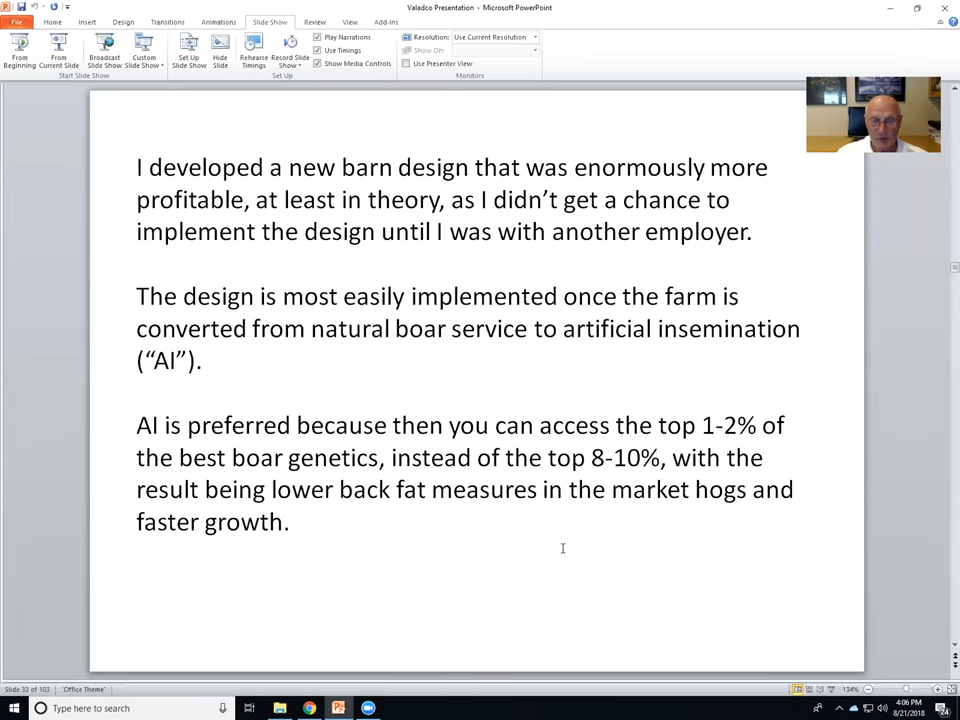 Valadco Presentation - Microsoft PowerPoint
File Home Insert Design Transitions Animations Slide Show Review View Add-Ins
From Beginning
From Current Slide
Broadcast Slide Show
Custom Slide Show
Start Slide Show
Set Up Slide Show
Hide Slide
Rehearse Timings
Record Slide Show
Play Narrations
Use Timings
Show Media Controls
Set Up
Resolution: Use Current Resolution
Show On:
Use Presenter View
Monitors
I developed a new barn design that was enormously more
profitable, at least in theory, as I didn’t get a chance to
implement the design until I was with another employer.
The design is most easily implemented once the farm is
converted from natural boar service to artificial insemination
(“AI”).
AI is preferred because then you can access the top 1-2% of
the best boar genetics, instead of the top 8-10%, with the
result being lower back fat measures in the market hogs and
faster growth.
Slide 33 of 103 "Office Theme" 134%
Type here to search
4:06 PM
8/21/2018
24